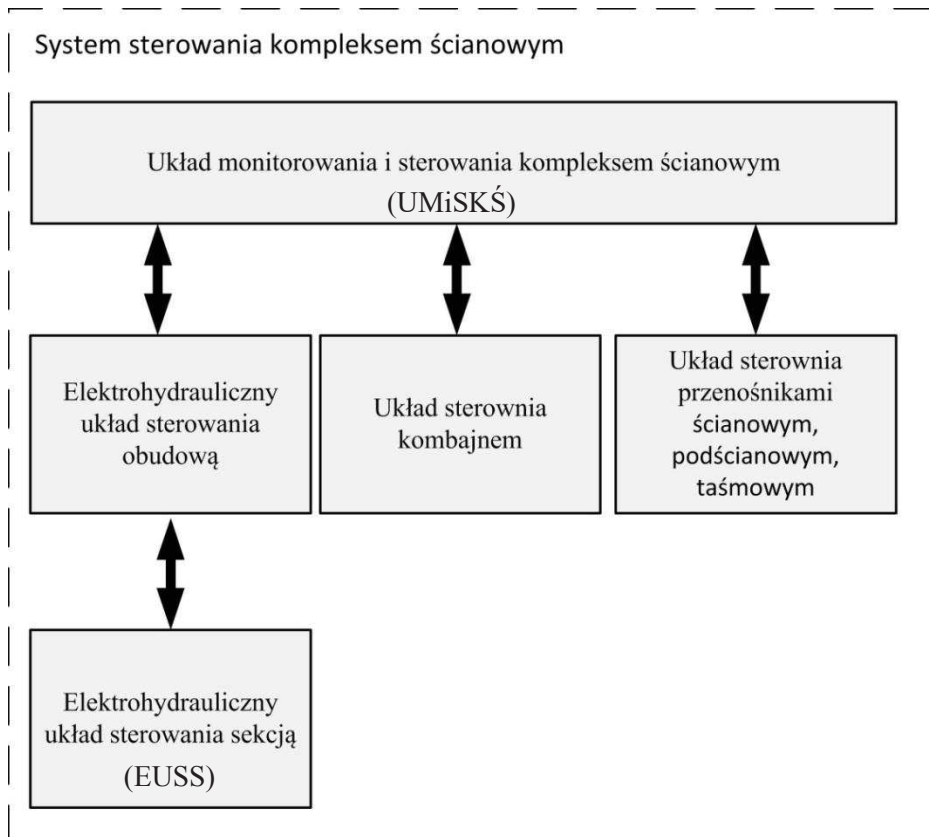 System sterowania kompleksem ścianowym
Układ monitorowania i sterowania kompleksem ścianowym
(UMiSKŚ)
Elektrohydrauliczny
układ sterowania
obudową
Układ sterownia
kombajnem
Układ sterownia
przenośnikami
ścianowym,
podścianowym,
taśmowym
Elektrohydrauliczny
układ sterowania sekcją
(EUSS)